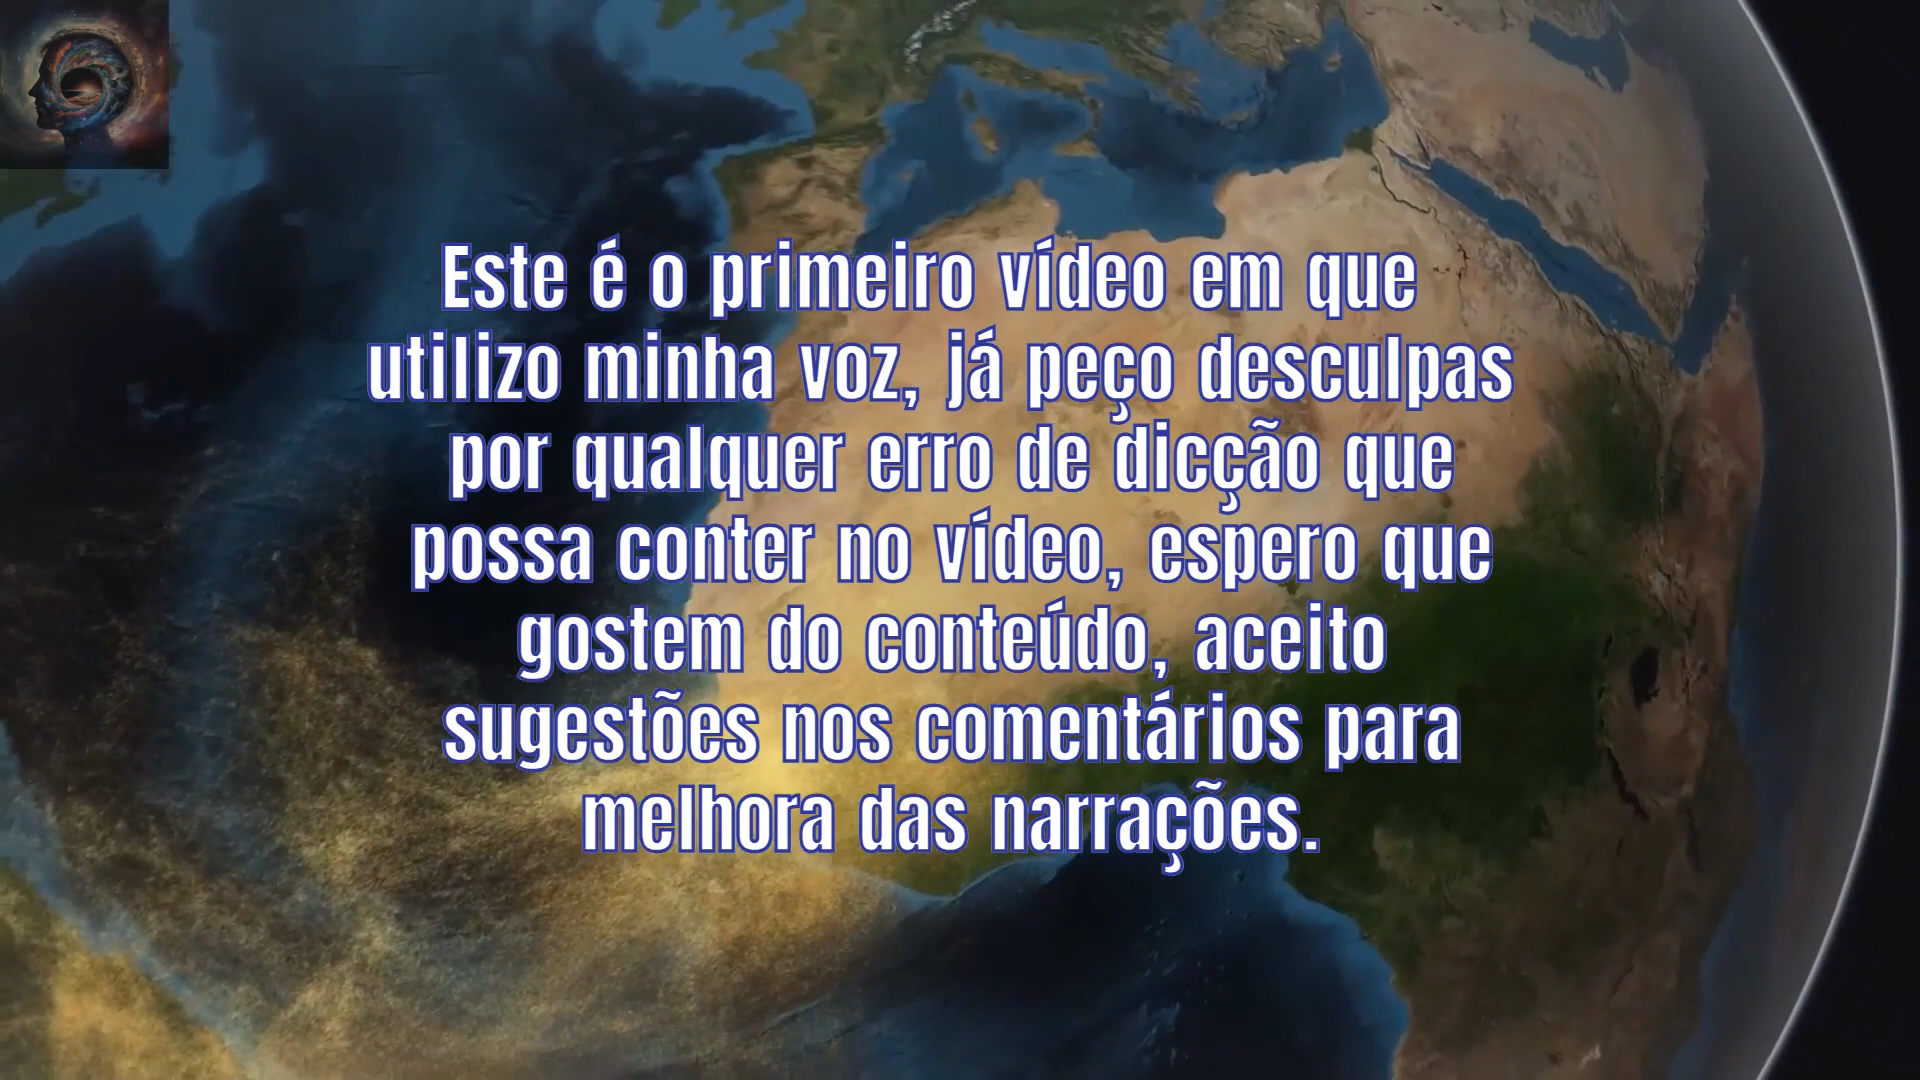 Este é o primeiro vídeo em que
utilizo minha voz, já peço desculpas
por qualquer erro de dicção que
possa conter no vídeo, espero que
gostem do conteúdo, aceito
sugestões nos comentários para
melhora das narrações.